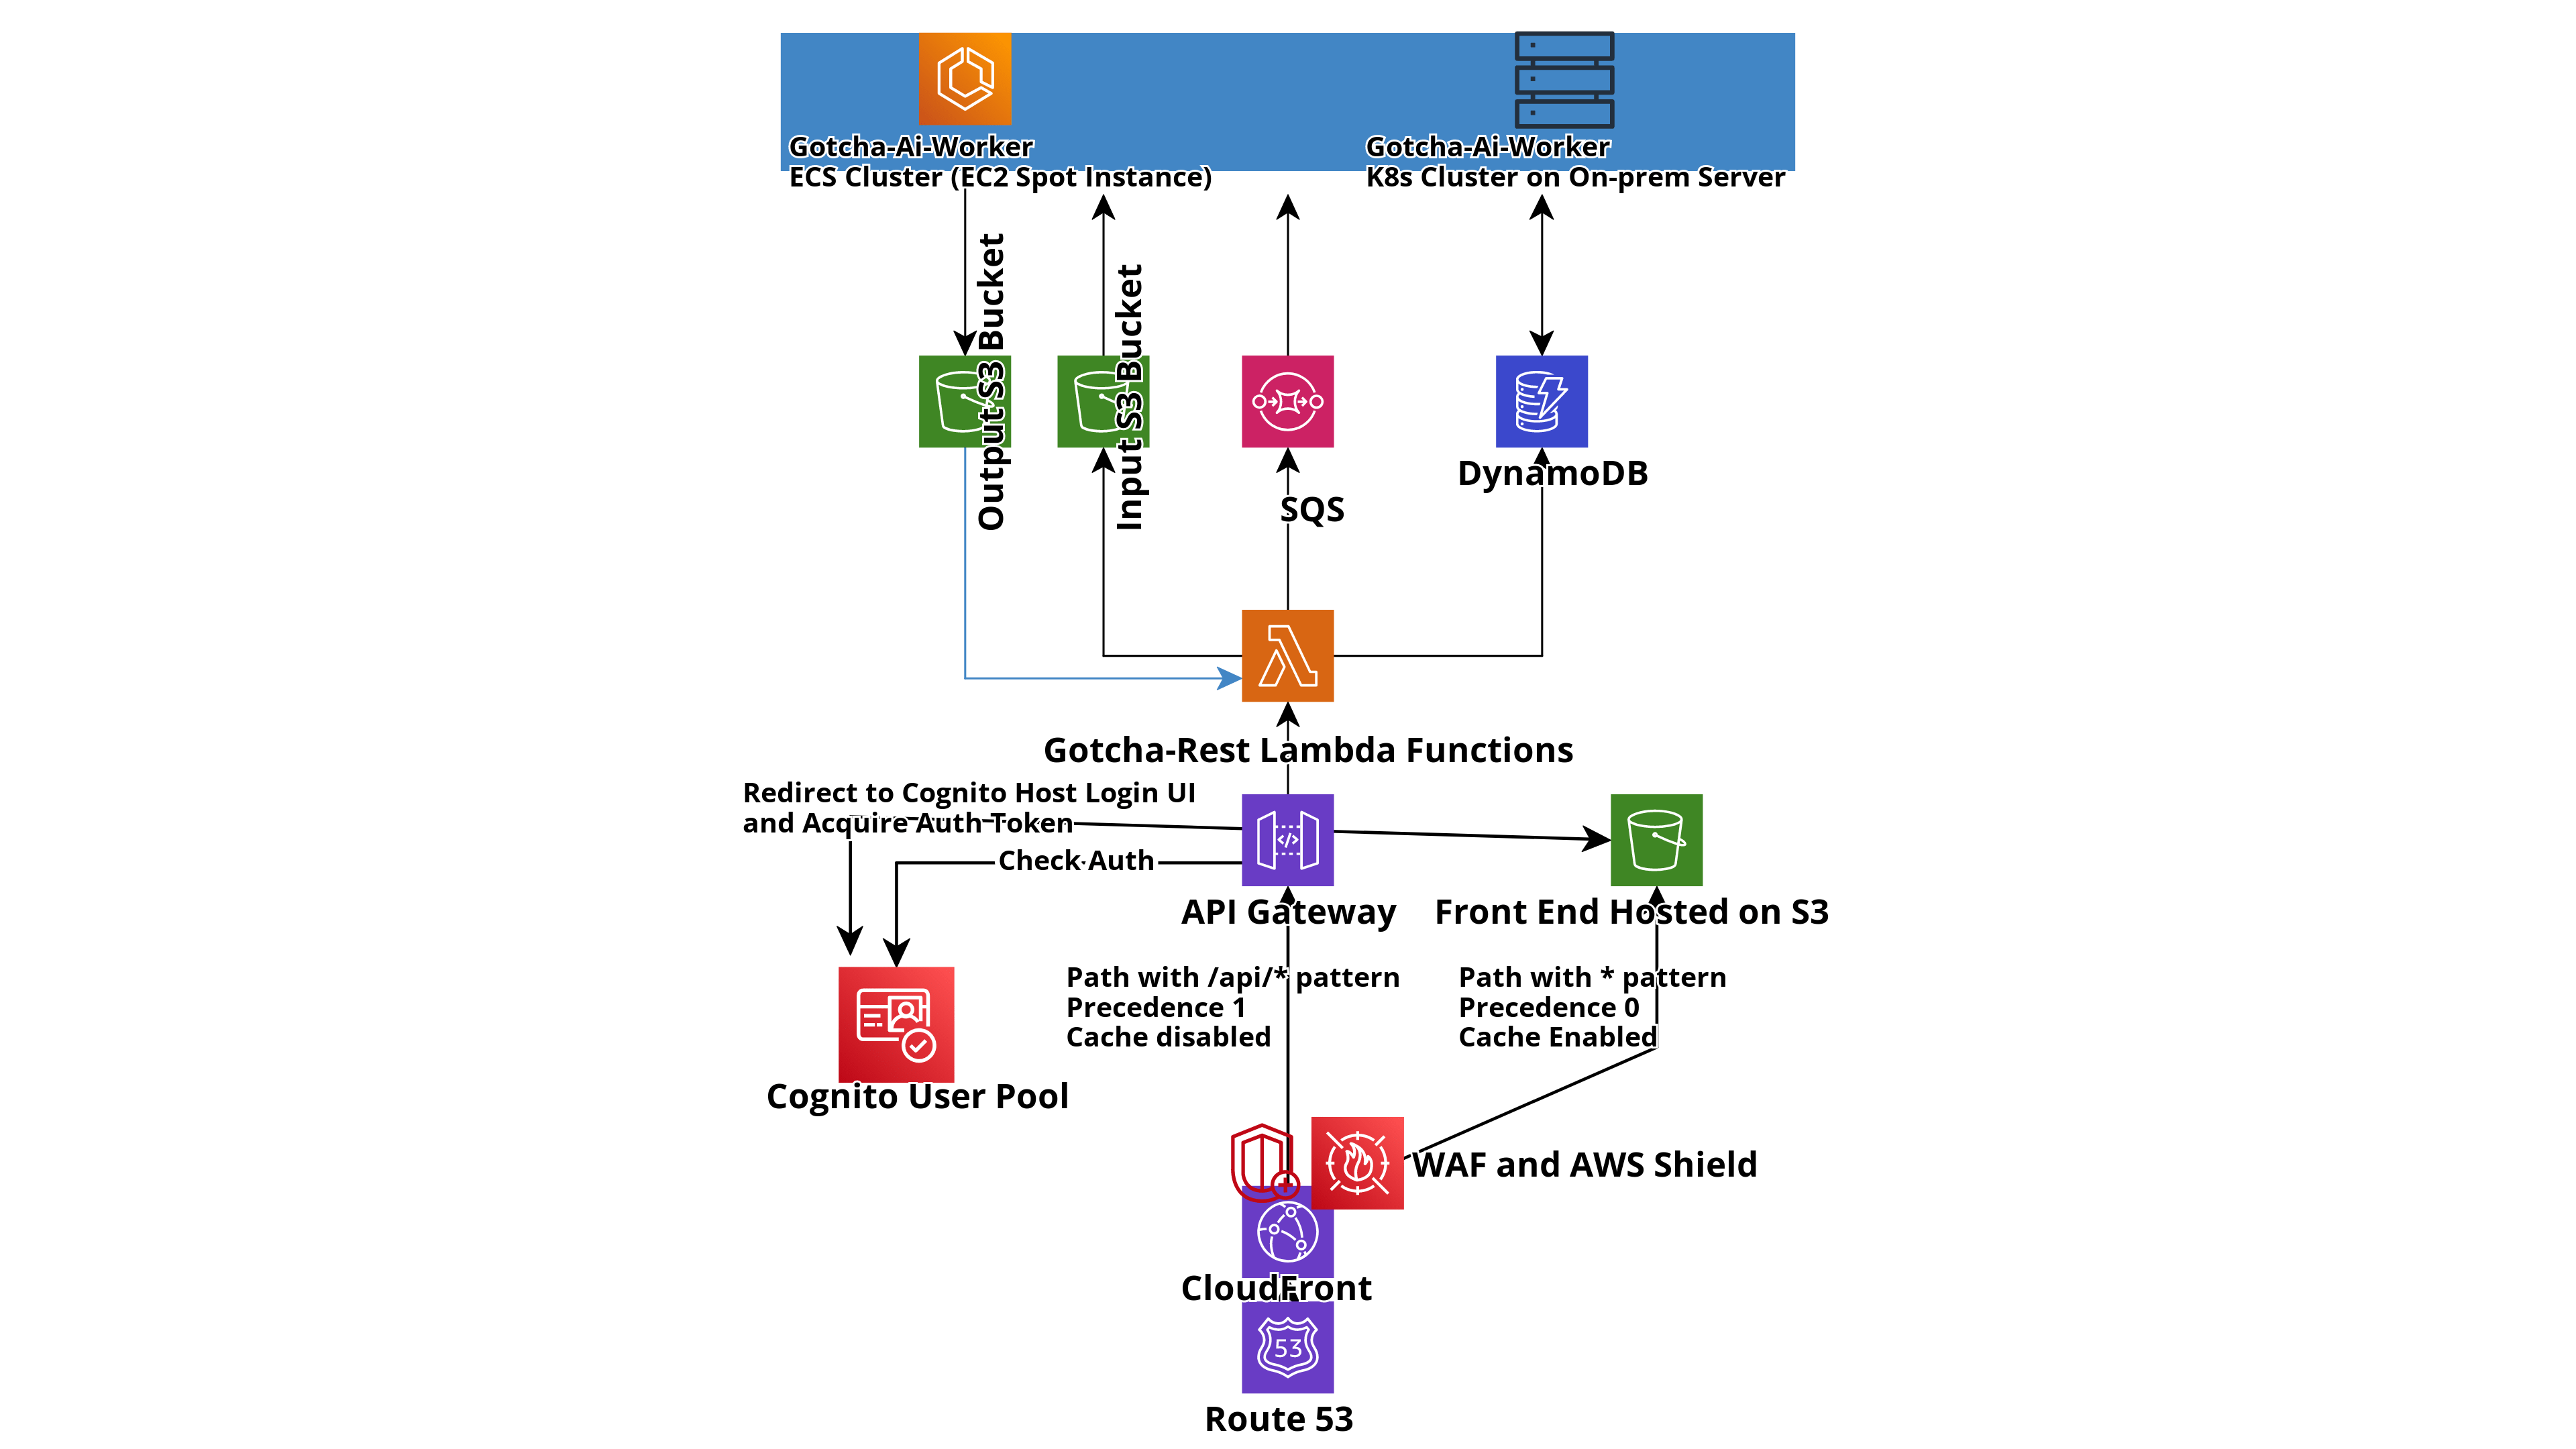 Gotcha-Ai-Worker
ECS Cluster (EC2 Spot Instance)
Gotcha-Ai-Worker
K8s Cluster on On-prem Server
Output S3 Bucket
Input S3 Bucket
SQS
DynamoDB
Gotcha-Rest Lambda Functions
Redirect to Cognito Host Login UI
and Acquire Auth Token
Check Auth
API Gateway
Front End Hosted on S3
Path with /api/* pattern
Precedence 1
Cache disabled
Path with * pattern
Precedence 0
Cache Enabled
Cognito User Pool
WAF and AWS Shield
CloudFront
53
Route 53